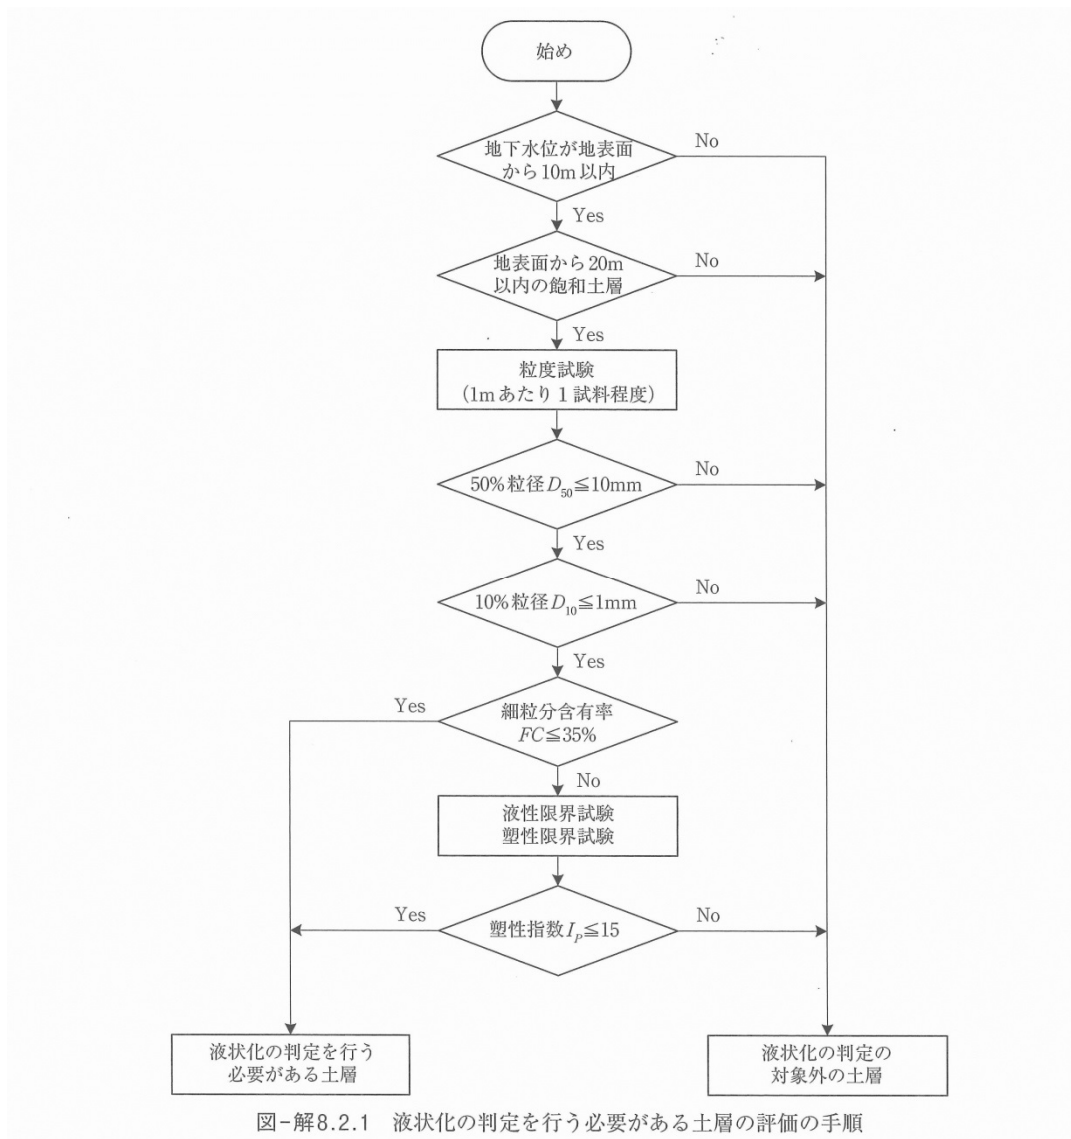 始め
地下水位が地表面
から10m以内
No
Yes
地表面から20m
以内の飽和土層
No
Yes
粒度試験
(1mあたり1試料程度)
50%粒径D50≦10mm
No
Yes
10%粒径D10≦1mm
No
Yes
細粒分含有率
FC≦35%
Yes
No
液性限界試験
塑性限界試験
塑性指数IP≦15
Yes
No
液状化の判定を行う
必要がある土層
液状化の判定の
対象外の土層
図-解8.2.1 液状化の判定を行う必要がある土層の評価の手順